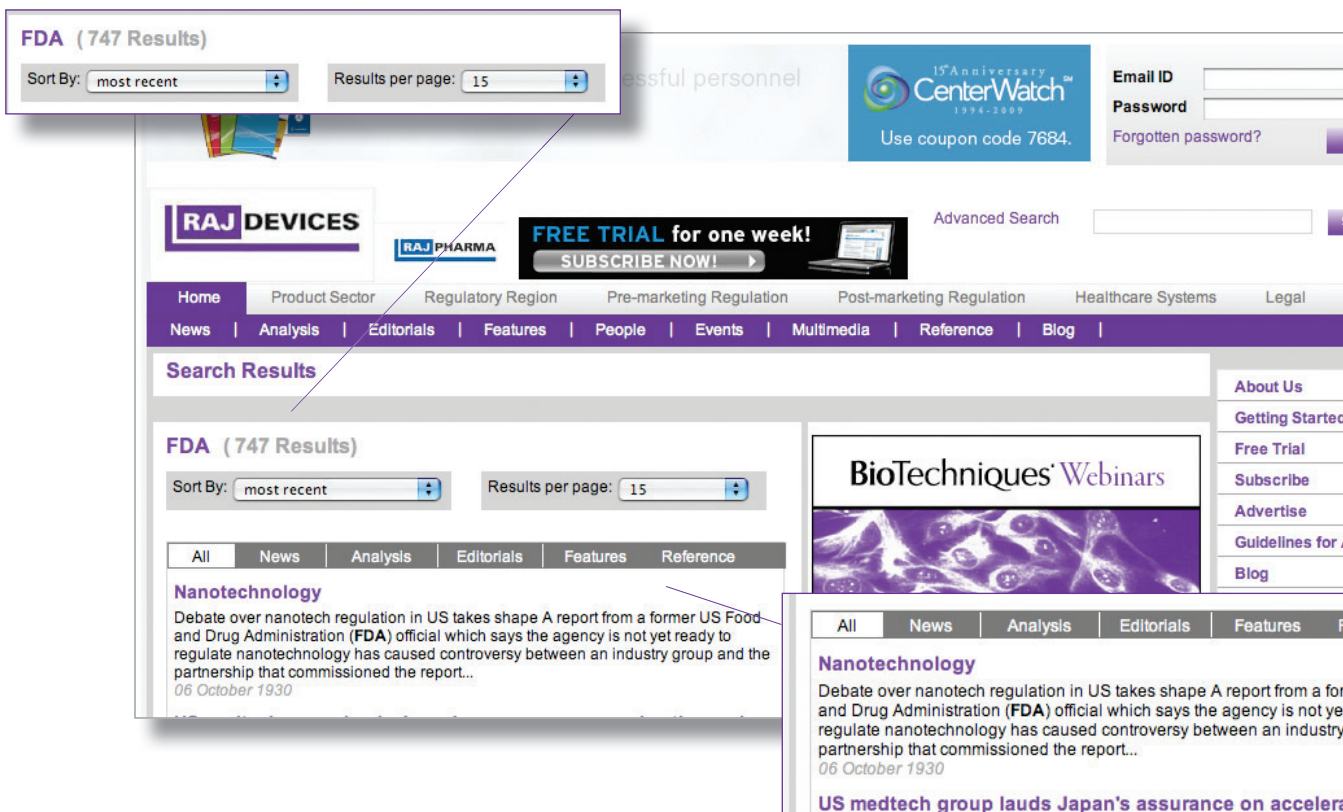 FDA (747 Results)
Sort By: most recent
Results per page: 15
essful personnel
15th Anniversary
CenterWatch℠
1994-2009
Use coupon code 7684.
Email ID
Password
Forgotten password?
RAJ DEVICES
RAJ PHARMA
FREE TRIAL for one week!
SUBSCRIBE NOW!
Advanced Search
Home Product Sector Regulatory Region Pre-marketing Regulation Post-marketing Regulation Healthcare Systems Legal
News | Analysis | Editorials | Features | People | Events | Multimedia | Reference | Blog |
Search Results
FDA (747 Results)
Sort By: most recent
Results per page: 15
All News Analysis Editorials Features Reference
Nanotechnology
Debate over nanotech regulation in US takes shape A report from a former US Food
and Drug Administration (FDA) official which says the agency is not yet ready to
regulate nanotechnology has caused controversy between an industry group and the
partnership that commissioned the report...
06 October 1930
BioTechniques® Webinars
About Us
Getting Started
Free Trial
Subscribe
Advertise
Guidelines for
Blog
All News Analysis Editorials Features
Nanotechnology
Debate over nanotech regulation in US takes shape A report from a for
and Drug Administration (FDA) official which says the agency is not ye
regulate nanotechnology has caused controversy between an industry
partnership that commissioned the report...
06 October 1930
US medtech group lauds Japan's assurance on accelera